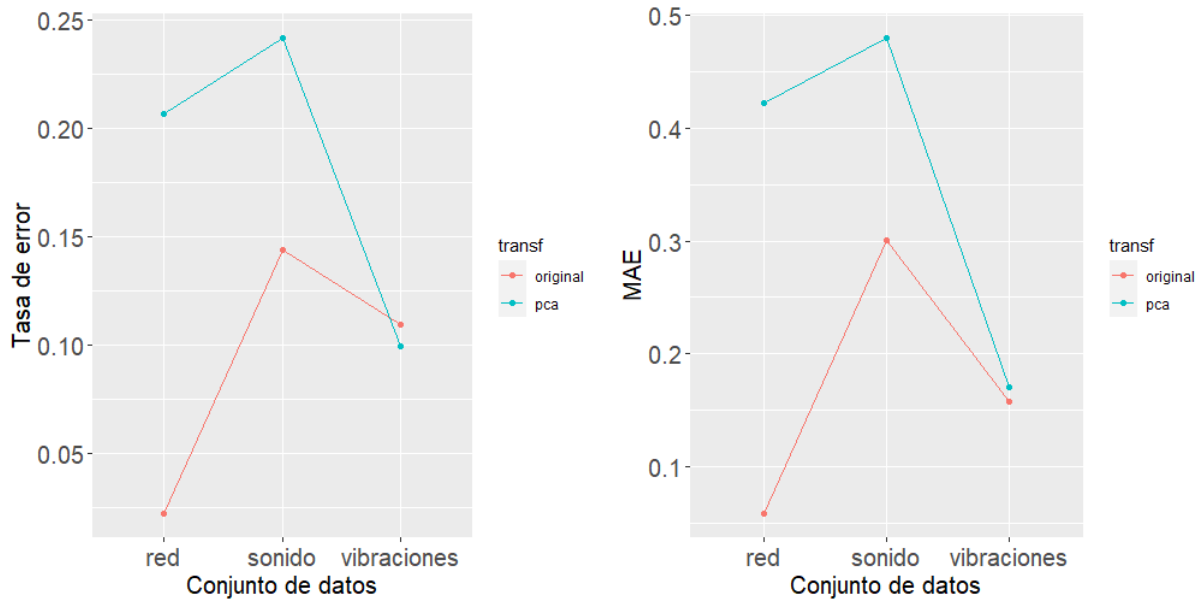 0.25
0.20
0.15
0.10
0.05
Tasa de error
red sonido vibraciones
Conjunto de datos
transf
original
pca
0.5
0.4
0.3
0.2
0.1
MAE
red sonido vibraciones
Conjunto de datos
transf
original
pca